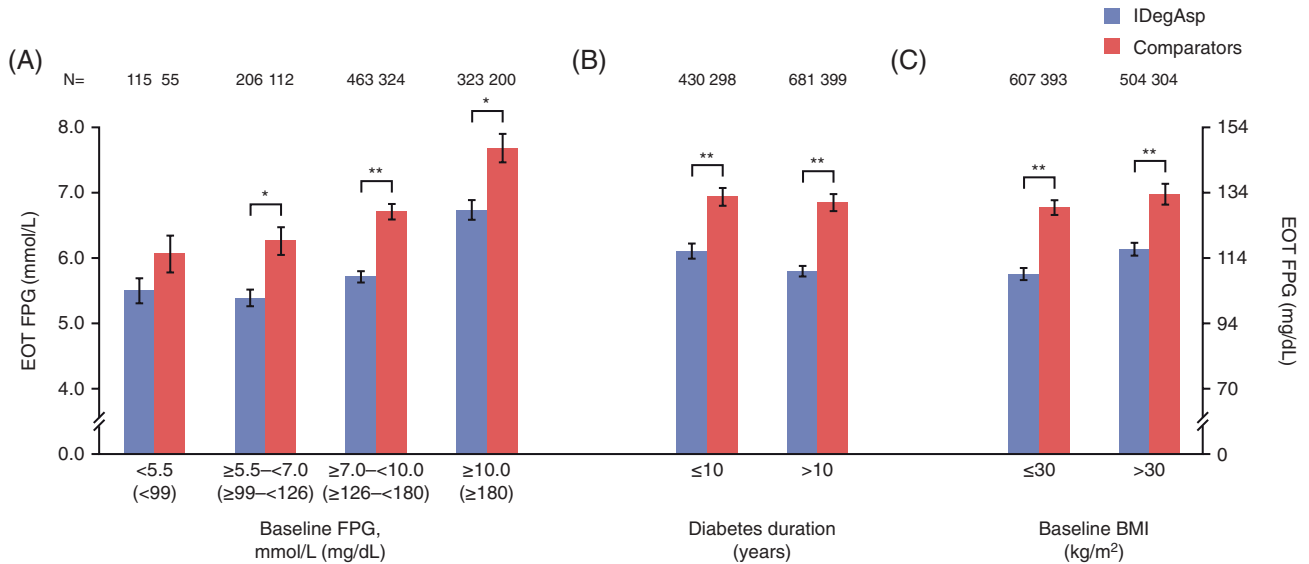 IDegAsp
Comparators
(A)
(B)
(C)
N= 115 55 206 112 463 324 323 200 430 298 681 399 607 393 504 304
* ** * ** ** ** **
EOT FPG (mmol/L)
8.0
7.0
6.0
5.0
4.0
0.0
154
134
114
94
70
0
EOT FPG (mg/dL)
<5.5 ≥5.5–<7.0 ≥7.0–<10.0 ≥10.0 ≤10 >10 ≤30 >30
(<99) (≥99–<126) (≥126–<180) (≥180)
Baseline FPG,
mmol/L (mg/dL)
Diabetes duration
(years)
Baseline BMI
(kg/m²)